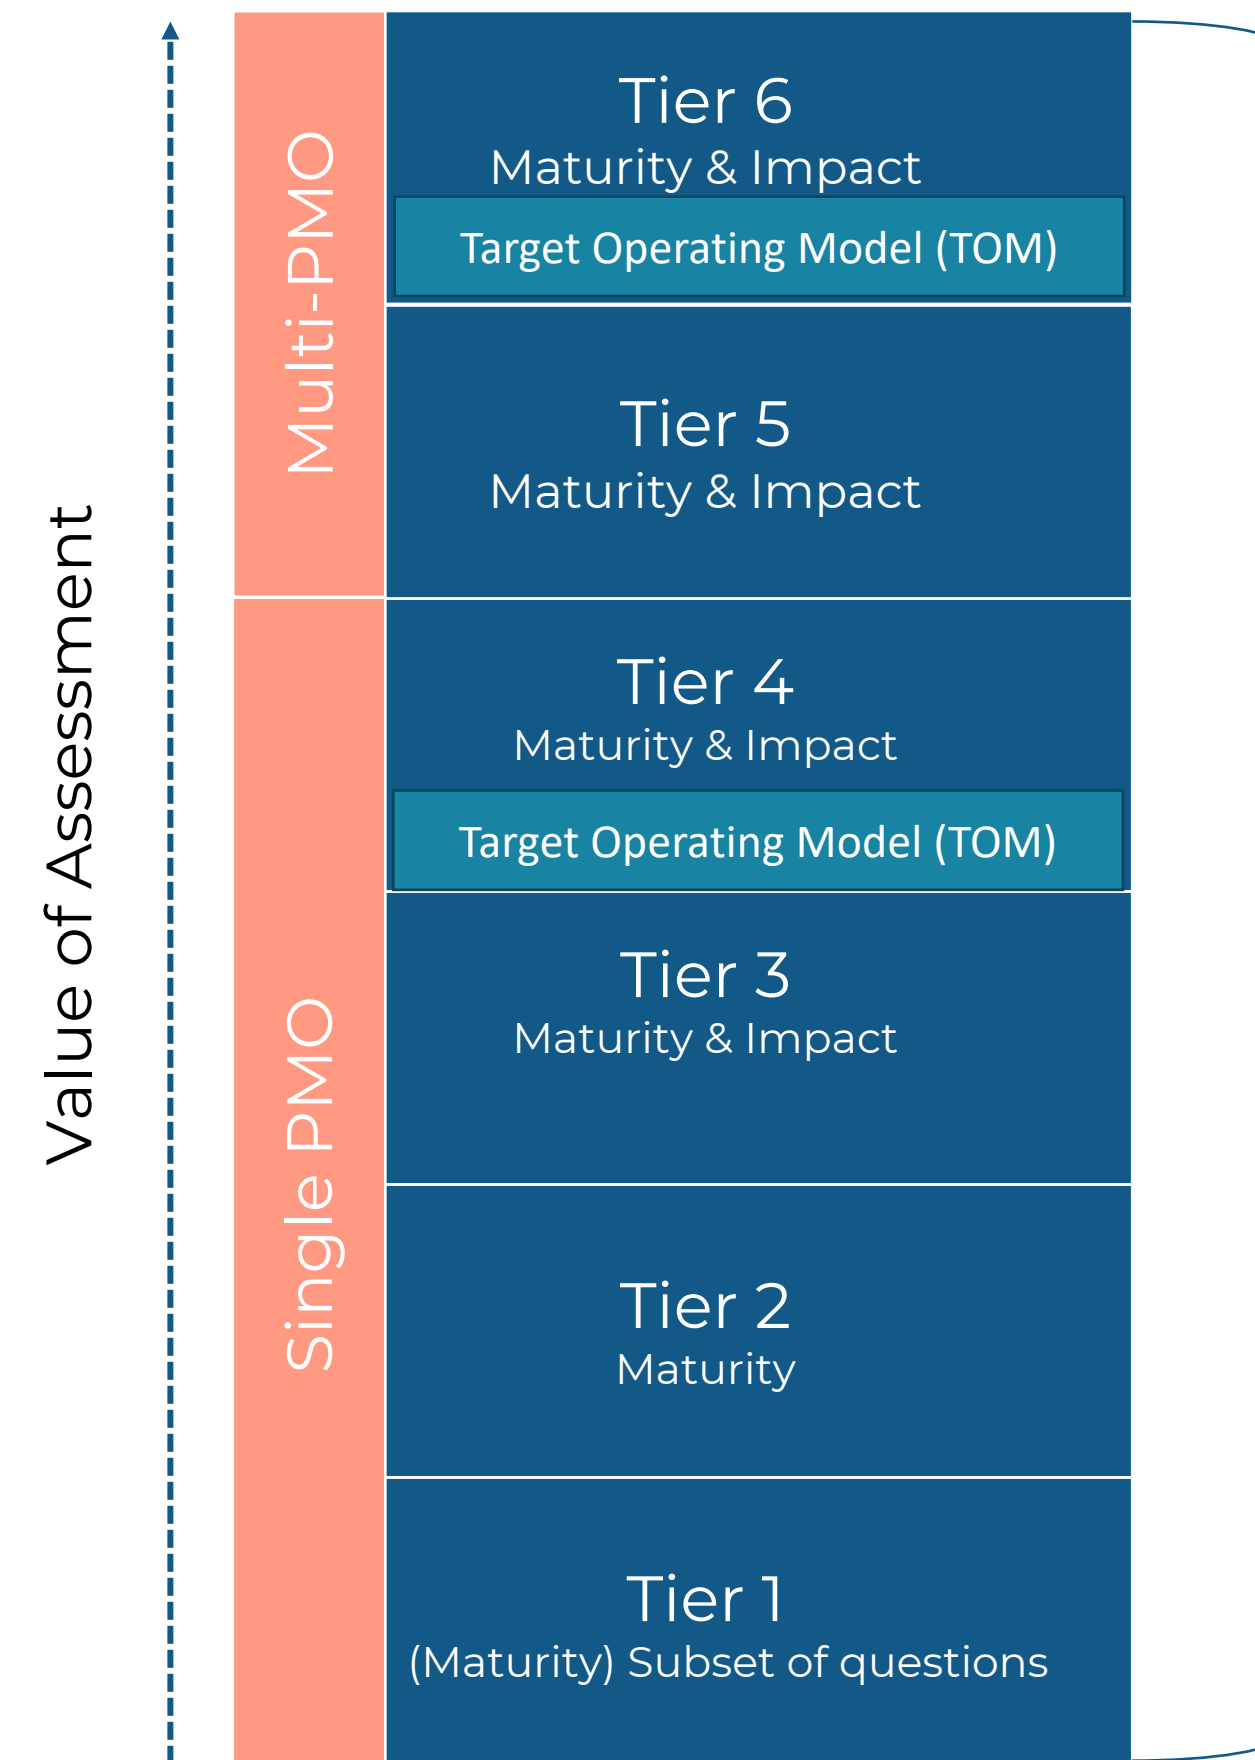 Value of Assessment
Multi-PMO
Tier 6
Maturity & Impact
Target Operating Model (TOM)
Tier 5
Maturity & Impact
Single PMO
Tier 4
Maturity & Impact
Target Operating Model (TOM)
Tier 3
Maturity & Impact
Tier 2
Maturity
Tier 1
(Maturity) Subset of questions